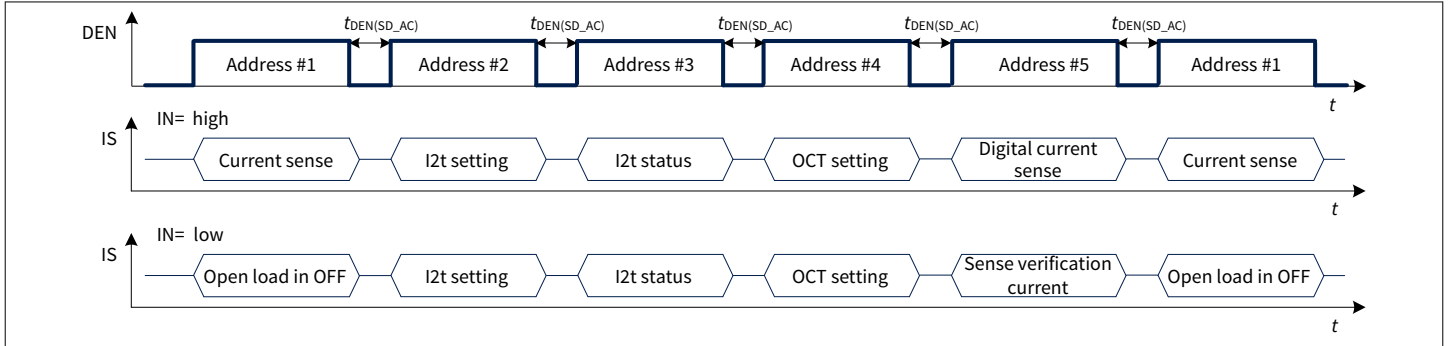 tDEN(SD_AC) tDEN(SD_AC) tDEN(SD_AC) tDEN(SD_AC) tDEN(SD_AC)
DEN
Address #1 Address #2 Address #3 Address #4 Address #5 Address #1
t
IN= high
IS
Current sense I2t setting I2t status OCT setting Digital current sense Current sense
t
IN= low
IS
Open load in OFF I2t setting I2t status OCT setting Sense verification current Open load in OFF
t